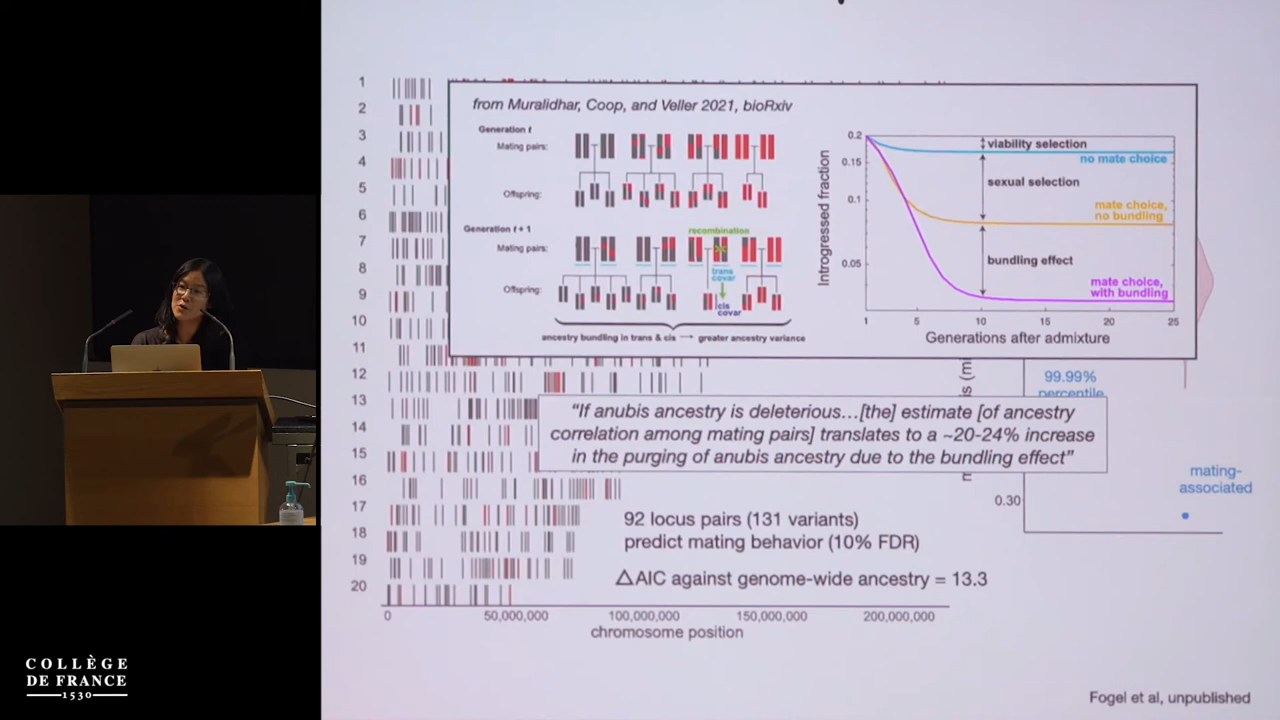 1
2
3
4
5
6
7
8
9
10
11
12
13
14
15
16
17
18
19
20
0
50,000,000
100,000,000
150,000,000
200,000,000
chromosome position
from Muralidhar, Coop, and Veller 2021, bioRxiv
Generation t
Mating pairs:
Offspring:
Generation t + 1
recombination
Mating pairs:
trans
covar
Offspring:
cis
covar
ancestry bundling in trans & cis → greater ancestry variance
Introgressed fraction
0.2
0.15
0.1
0.05
viability selection
no mate choice
sexual selection
mate choice,
no bundling
bundling effect
mate choice,
with bundling
1
5
10
15
20
25
Generations after admixture
99.99%
percentile
"If anubis ancestry is deleterious…[the] estimate [of ancestry
correlation among mating pairs] translates to a ~20-24% increase
in the purging of anubis ancestry due to the bundling effect"
mating-
associated
0.30
92 locus pairs (131 variants)
predict mating behavior (10% FDR)
△AIC against genome-wide ancestry = 13.3
Fogel et al, unpublished
COLLÈGE
DE FRANCE
1530